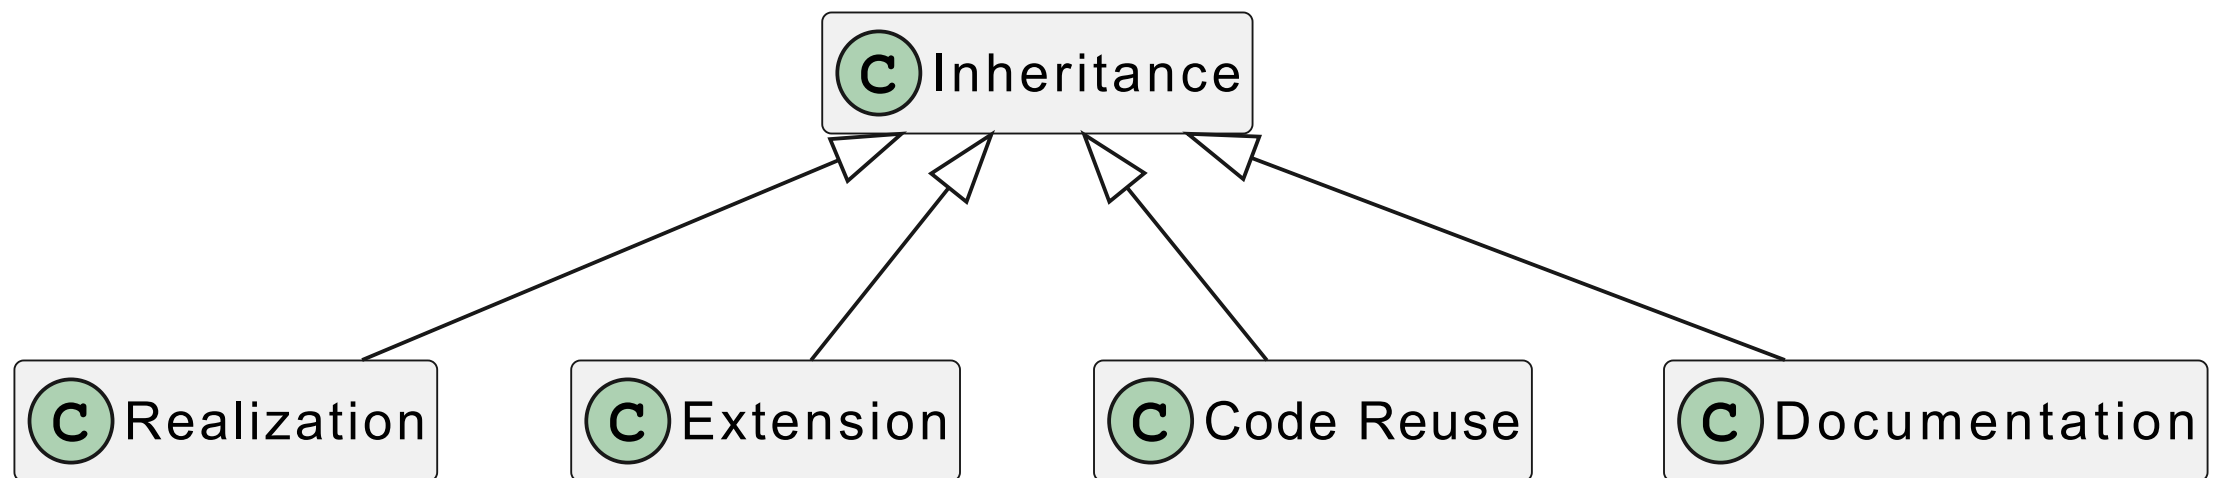 C Inheritance
C Realization
C Extension
C Code Reuse
C Documentation